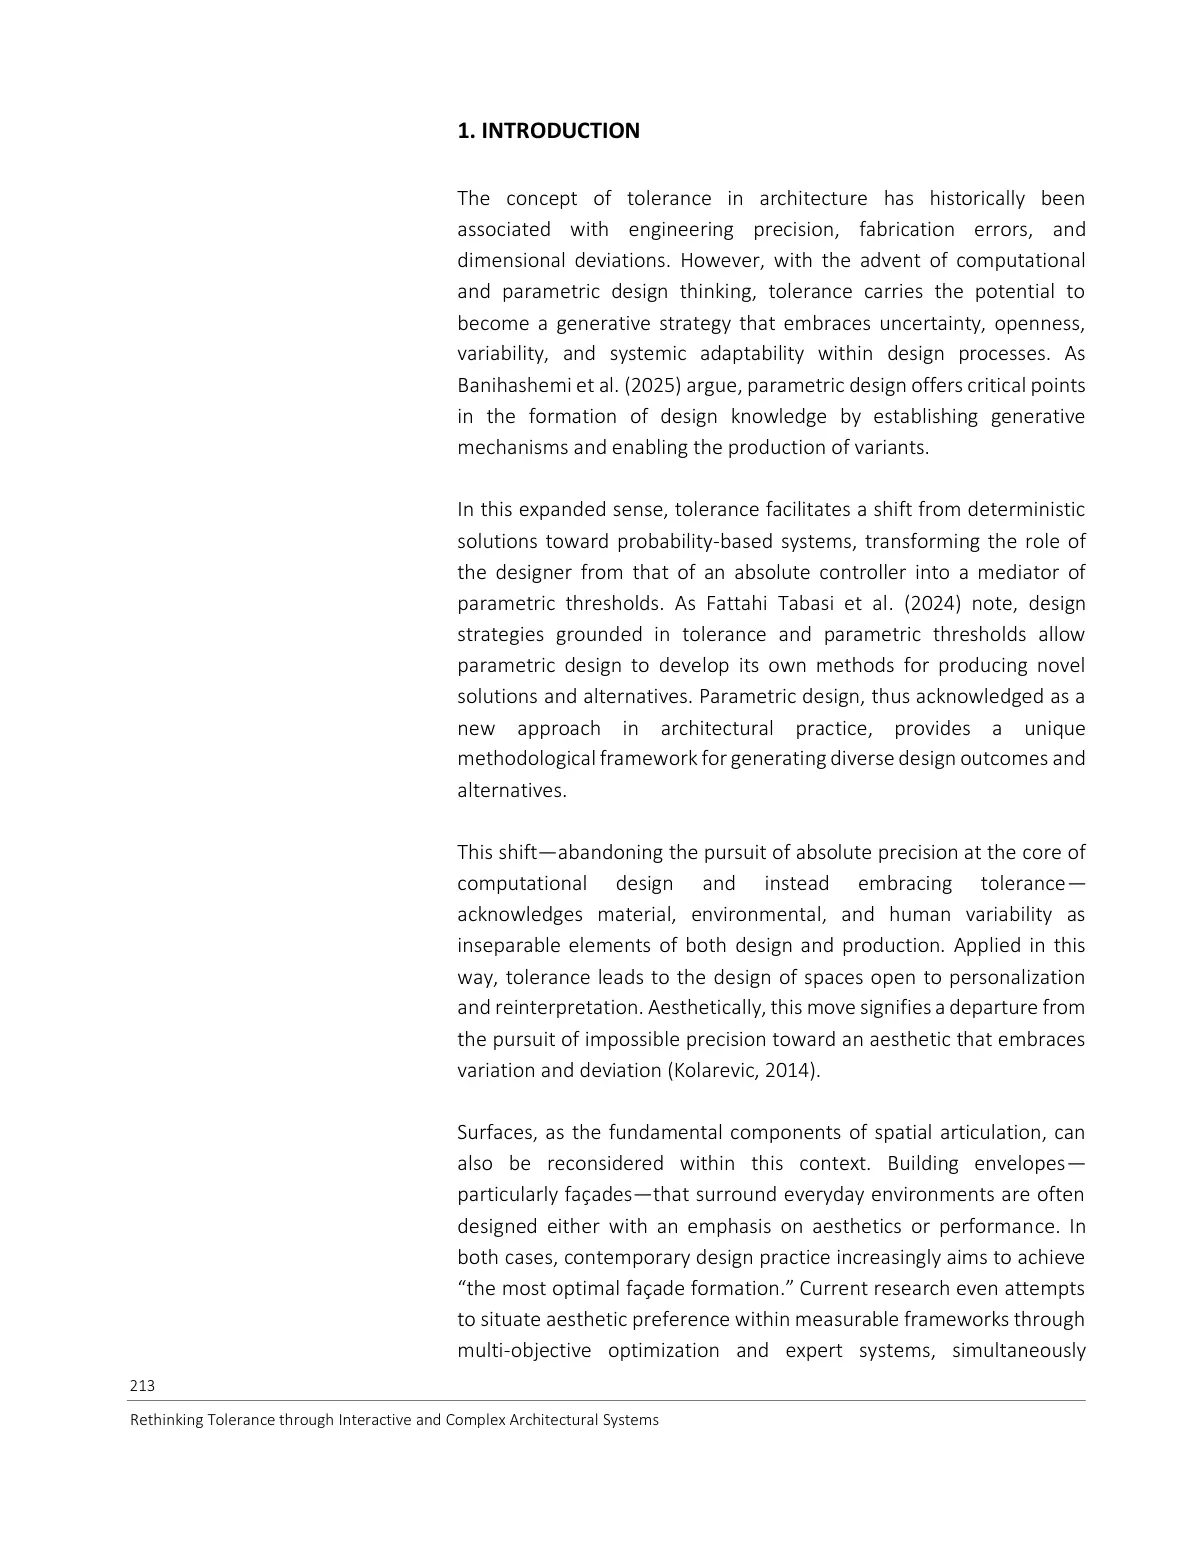 1. INTRODUCTION
The concept of tolerance in architecture has historically been
associated with engineering precision, fabrication errors, and
dimensional deviations. However, with the advent of computational
and parametric design thinking, tolerance carries the potential to
become a generative strategy that embraces uncertainty, openness,
variability, and systemic adaptability within design processes. As
Banihashemi et al. (2025) argue, parametric design offers critical points
in the formation of design knowledge by establishing generative
mechanisms and enabling the production of variants.
In this expanded sense, tolerance facilitates a shift from deterministic
solutions toward probability-based systems, transforming the role of
the designer from that of an absolute controller into a mediator of
parametric thresholds. As Fattahi Tabasi et al. (2024) note, design
strategies grounded in tolerance and parametric thresholds allow
parametric design to develop its own methods for producing novel
solutions and alternatives. Parametric design, thus acknowledged as a
new approach in architectural practice, provides a unique
methodological framework for generating diverse design outcomes and
alternatives.
This shift—abandoning the pursuit of absolute precision at the core of
computational design and instead embracing tolerance—
acknowledges material, environmental, and human variability as
inseparable elements of both design and production. Applied in this
way, tolerance leads to the design of spaces open to personalization
and reinterpretation. Aesthetically, this move signifies a departure from
the pursuit of impossible precision toward an aesthetic that embraces
variation and deviation (Kolarevic, 2014).
Surfaces, as the fundamental components of spatial articulation, can
also be reconsidered within this context. Building envelopes—
particularly façades—that surround everyday environments are often
designed either with an emphasis on aesthetics or performance. In
both cases, contemporary design practice increasingly aims to achieve
“the most optimal façade formation.” Current research even attempts
to situate aesthetic preference within measurable frameworks through
multi-objective optimization and expert systems, simultaneously
213
Rethinking Tolerance through Interactive and Complex Architectural Systems